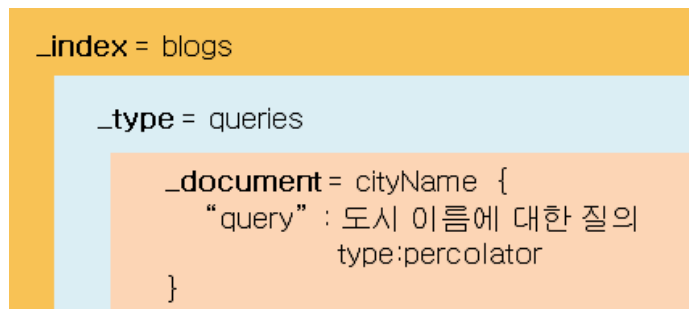 _index = blogs
_type = queries
_document = cityName {
“query” : 도시 이름에 대한 질의
type:percolator
}